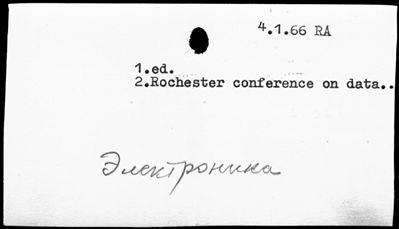 4.1.66 RA
1.ed.
2.Rochester conference on data..
Электроника